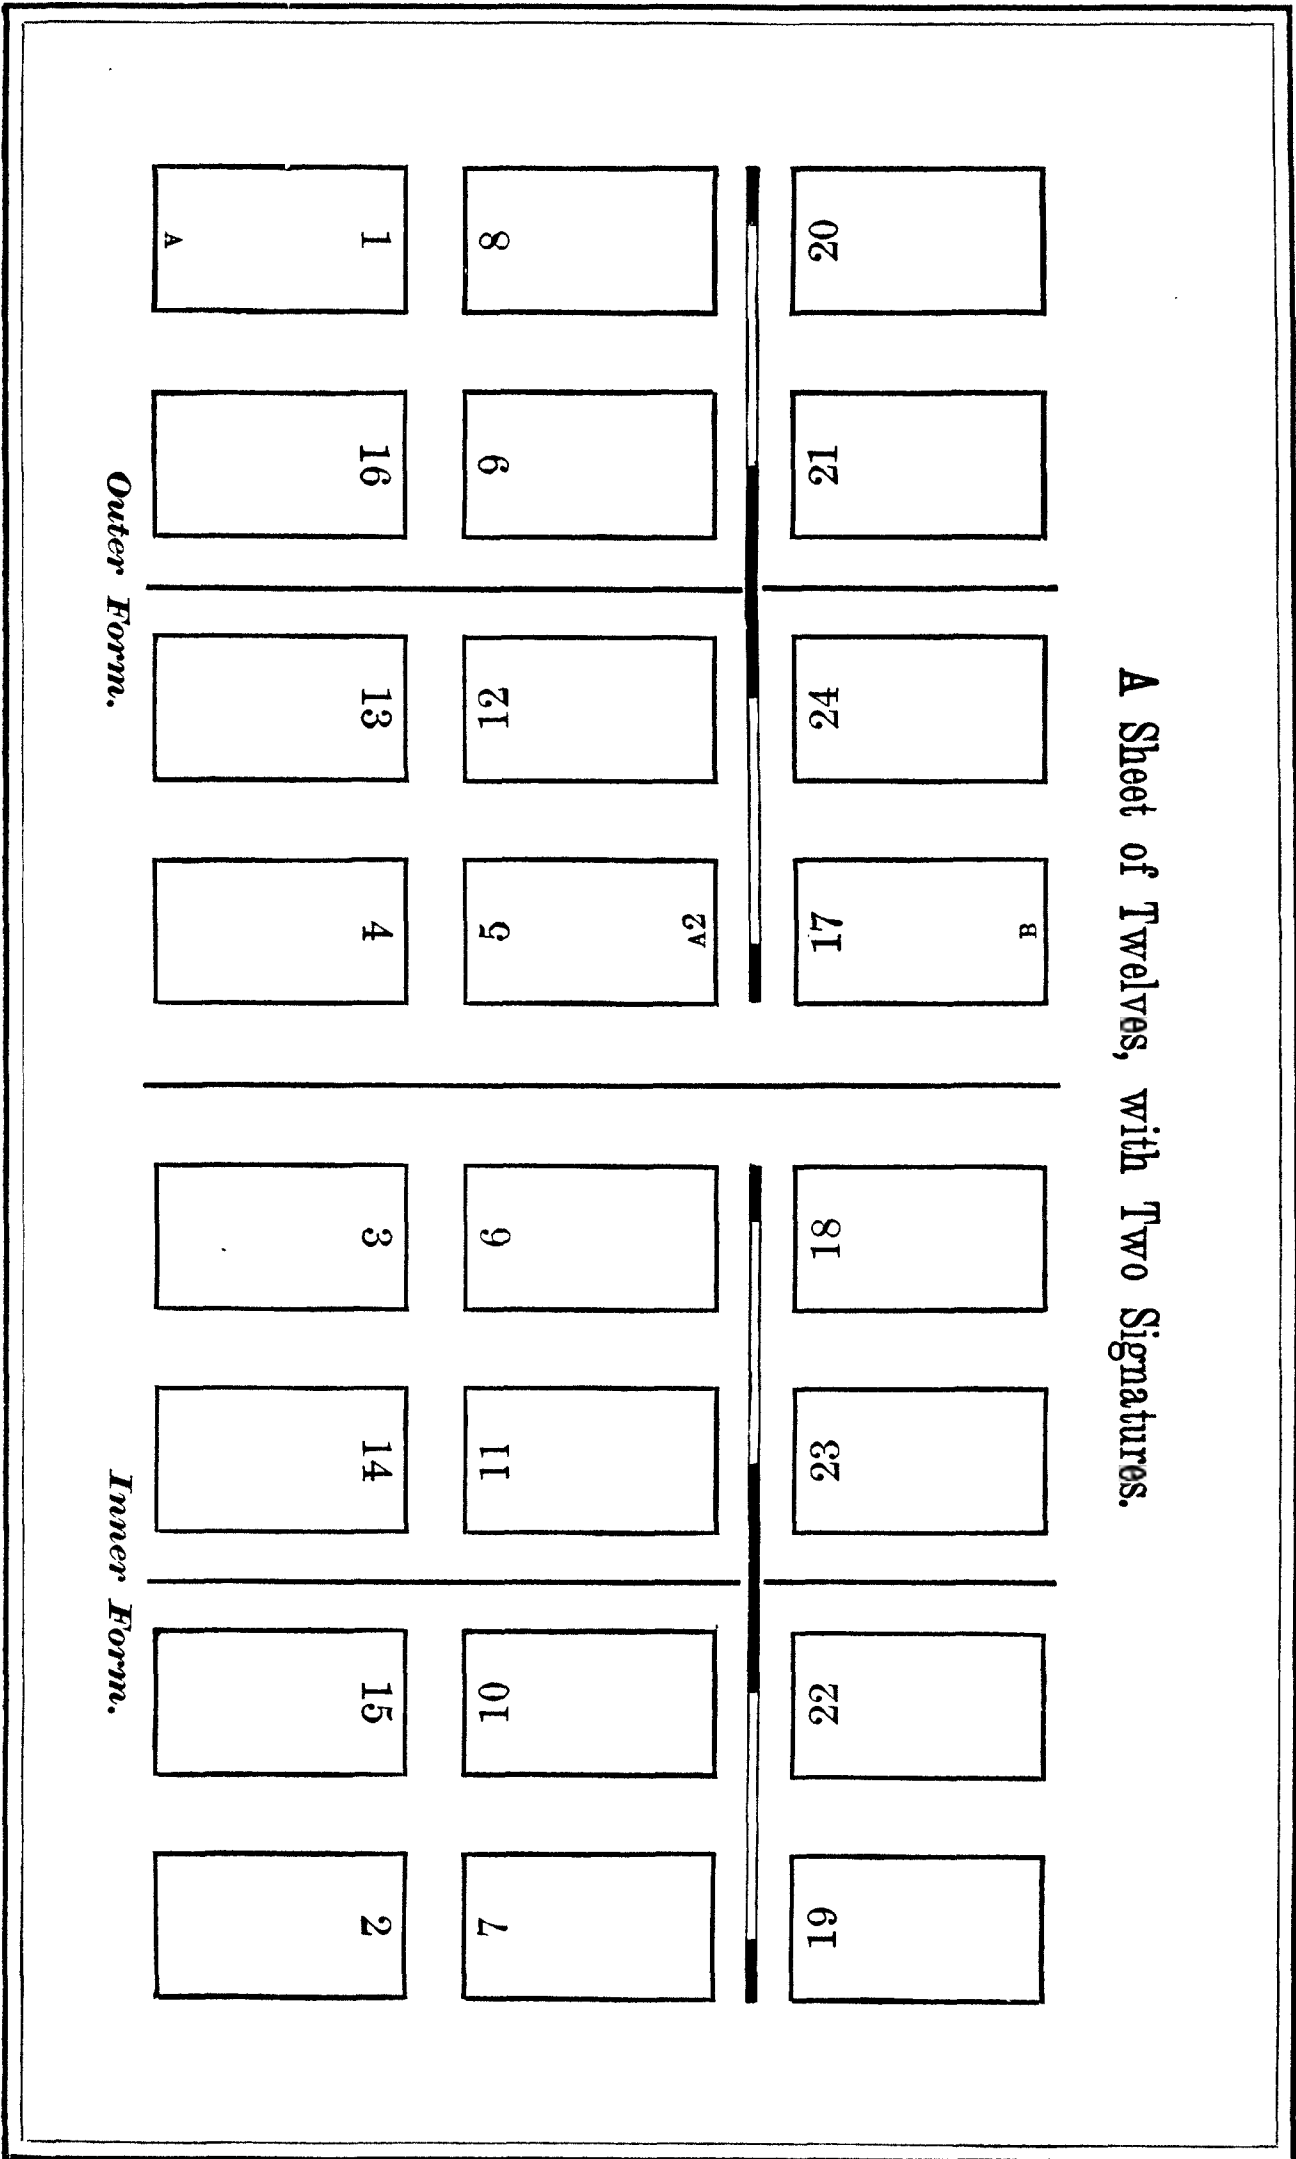 A Sheet of Twelves, with Two Signatures.
20 21 24 17 18 23 22 19
B
A2
8 9 12 5 6 11 10 7
1 16 13 4 3 14 15 2
A
Outer Form. Inner Form.